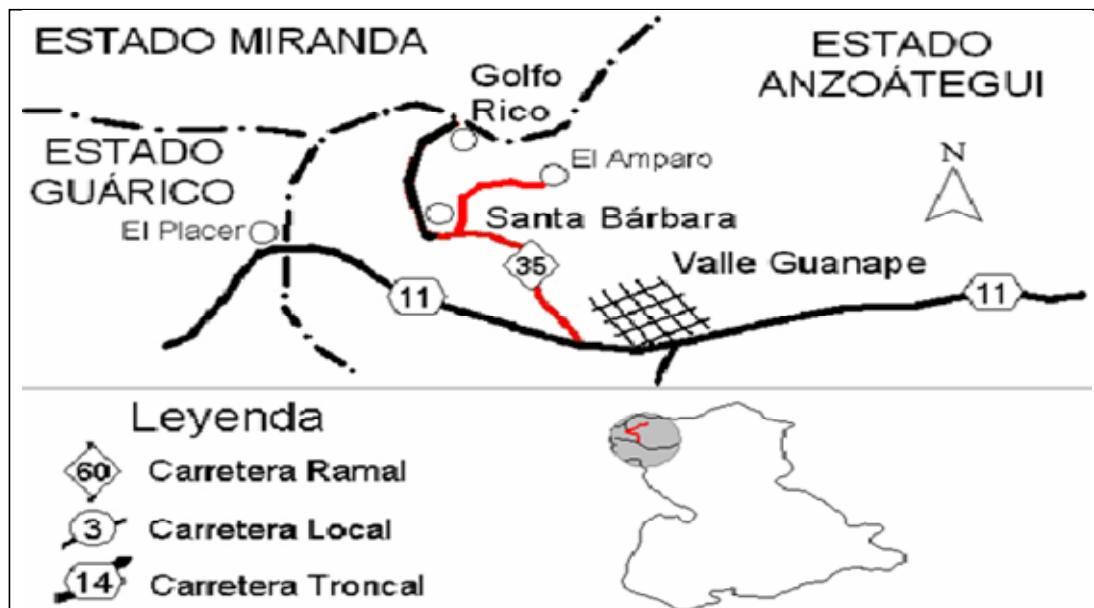 ESTADO MIRANDA
ESTADO
ANZOÁTEGUI
Golfo
Rico
ESTADO
GUÁRICO
El Amparo
N
El Placer
Santa Bárbara
35
Valle Guanape
11
11
Leyenda
60 Carretera Ramal
3 Carretera Local
14 Carretera Troncal